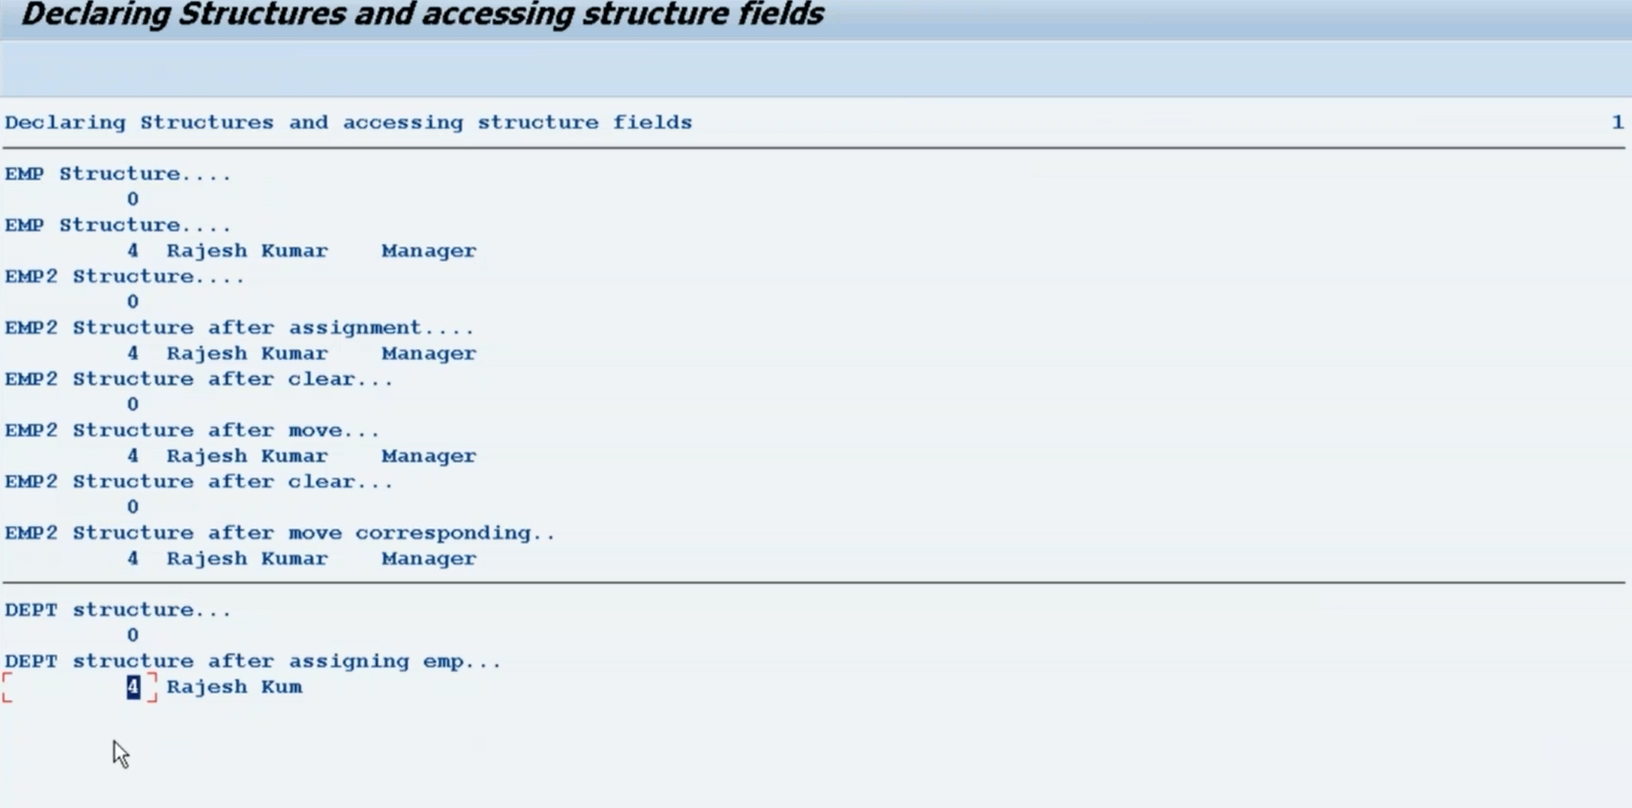 Declaring Structures and accessing structure fields
Declaring Structures and accessing structure fields 1
EMP Structure....
0
EMP Structure....
4 Rajesh Kumar Manager
EMP2 Structure....
0
EMP2 Structure after assignment....
4 Rajesh Kumar Manager
EMP2 Structure after clear...
0
EMP2 Structure after move...
4 Rajesh Kumar Manager
EMP2 Structure after clear...
0
EMP2 Structure after move corresponding..
4 Rajesh Kumar Manager
DEPT structure...
0
DEPT structure after assigning emp...
4 Rajesh Kum